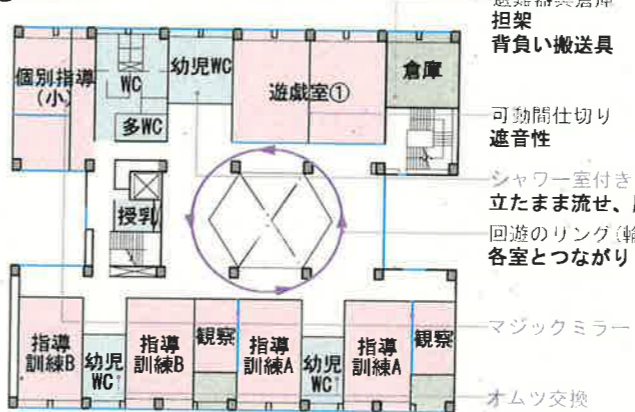 担架
背負い搬送具
個別指導
(小)
WC
幼児WC
遊戯室①
倉庫
多WC
可動間仕切り
遮音性
シャワー室付き
立たまま流せ、
授乳
回遊のリング(輪
各室とつながり
マジックミラー
指導
訓練B
幼児
WC
指導
訓練B
観察
指導
訓練A
幼児
WC
指導
訓練A
観察
オムツ交換